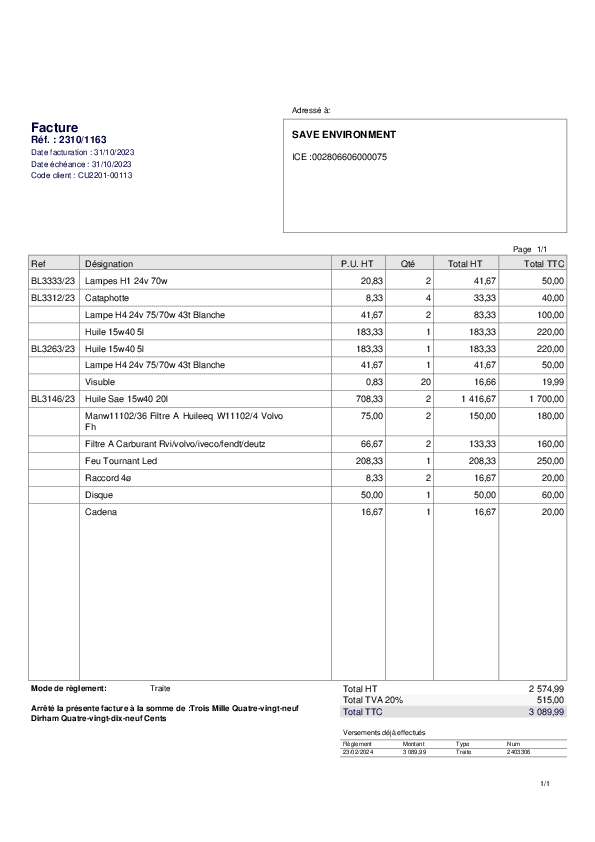 Adressé à:
Facture
Réf. : 2310/1163
Date facturation : 31/10/2023
Date échéance : 31/10/2023
Code client : CU2201-00113
SAVE ENVIRONMENT
ICE :002806606000075
Page 1/1
Ref Désignation P.U. HT Qté Total HT Total TTC
BL3333/23 Lampes H1 24v 70w 20,83 2 41,67 50,00
BL3312/23 Cataphotte 8,33 4 33,33 40,00
Lampe H4 24v 75/70w 43t Blanche 41,67 2 83,33 100,00
Huile 15w40 5l 183,33 1 183,33 220,00
BL3263/23 Huile 15w40 5l 183,33 1 183,33 220,00
Lampe H4 24v 75/70w 43t Blanche 41,67 1 41,67 50,00
Visuble 0,83 20 16,66 19,99
BL3146/23 Huile Sae 15w40 20l 708,33 2 1 416,67 1 700,00
Manw11102/36 Filtre A Huileeq W11102/4 Volvo 75,00 2 150,00 180,00
Fh
Filtre A Carburant Rvi/volvo/iveco/fendt/deutz 66,67 2 133,33 160,00
Feu Tournant Led 208,33 1 208,33 250,00
Raccord 4ø 8,33 2 16,67 20,00
Disque 50,00 1 50,00 60,00
Cadena 16,67 1 16,67 20,00
Mode de règlement: Traite
Arrêté la présente facture à la somme de :Trois Mille Quatre-vingt-neuf
Dirham Quatre-vingt-dix-neuf Cents
Total HT 2 574,99
Total TVA 20% 515,00
Total TTC 3 089,99
Versements déjà effectués
Règlement Montant Type Num
23/02/2024 3 089,99 Traite 2403306
1/1